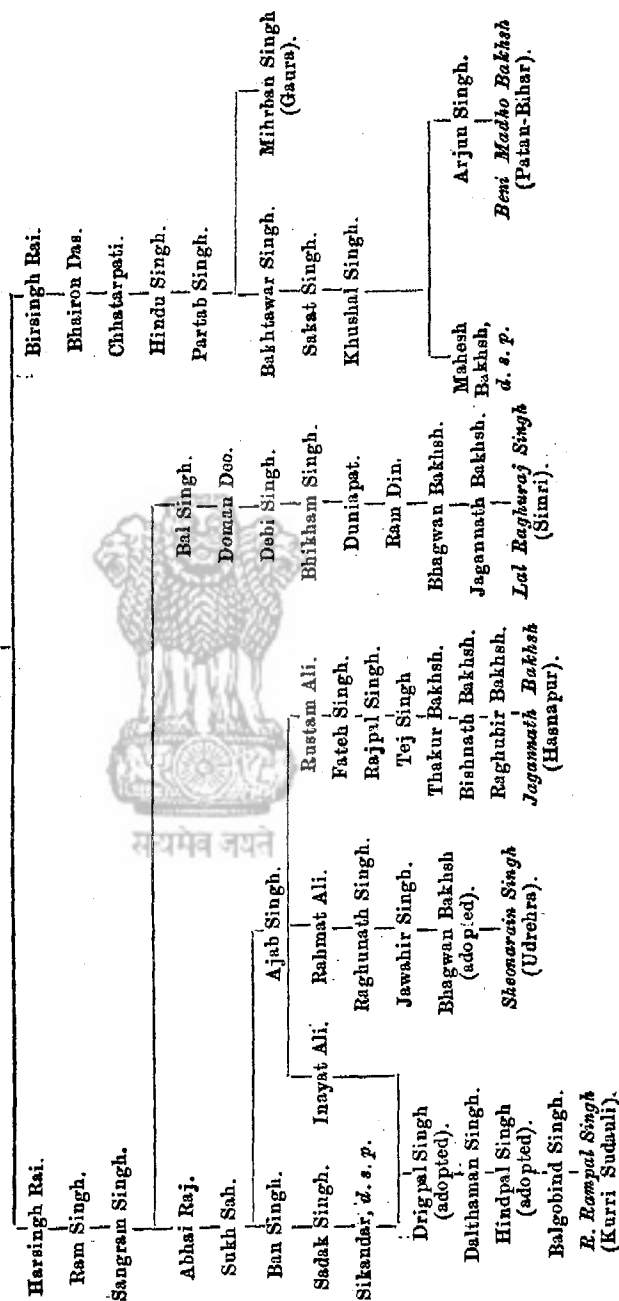 Harsingh Rai.
Ram Singh.
Sangram Singh.
Abhai Raj.
Sukh Sah.
Ban Singh.
Sadak Singh.
Sikandar, d. s. p.
Drigpal Singh
(adopted).
Dalthaman Singh.
Hindpal Singh
(adopted).
Balgobind Singh.
R. Rampal Singh
(Kurri Sudauli).
Inayat Ali.
Ajab Singh.
Rahmat Ali.
Raghunath Singh.
Jawahir Singh.
Bhagwan Bakhsh
(adopted).
Sheonarain Singh
(Udrehra).
Rustam Ali.
Fateh Singh.
Rajpal Singh.
Tej Singh
Thakur Bakhsh.
Bishnath Bakhsh.
Raghubir Bakhsh.
Jagannath Bakhsh
(Hasnapur).
Bal Singh.
Doman Deo.
Debi Singh.
Bhikham Singh.
Duniapat.
Ram Din.
Bhagwan Bakhsh.
Jagannath Bakhsh.
Lal Raghuraj Singh
(Simri).
Birsingh Rai.
Bhairon Das.
Chhatarpati.
Hindu Singh.
Partab Singh.
Bakhtawar Singh.
Sakat Singh.
Khushal Singh.
Mahesh
Bakhsh,
d. s. p.
Mihrban Singh
(Gaura).
Arjun Singh.
Beni Madho Bakhsh
(Patan-Bihar).
सत्यमेव जयते